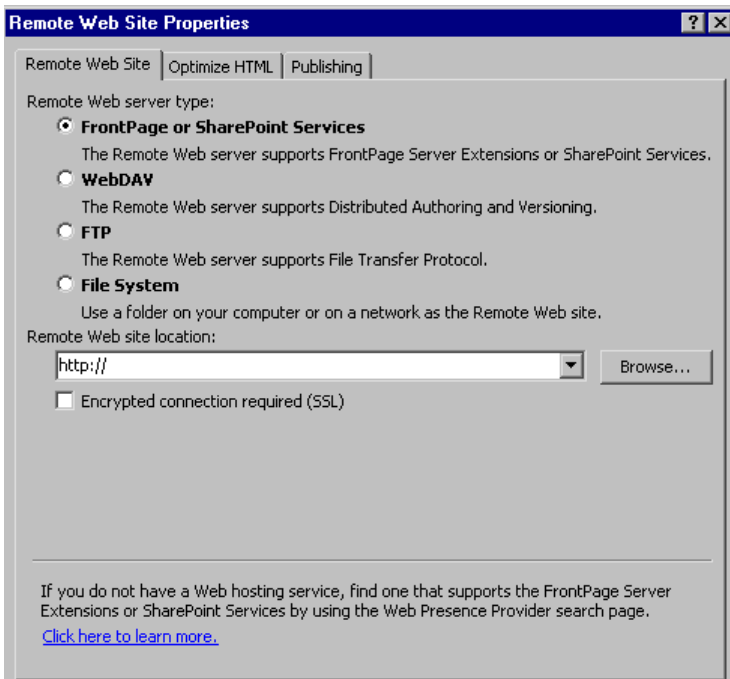 Remote Web Site Properties
Remote Web Site Optimize HTML Publishing
Remote Web server type:
FrontPage or SharePoint Services
The Remote Web server supports FrontPage Server Extensions or SharePoint Services.
WebDAV
The Remote Web server supports Distributed Authoring and Versioning.
FTP
The Remote Web server supports File Transfer Protocol.
File System
Use a folder on your computer or on a network as the Remote Web site.
Remote Web site location:
http:// Browse...
Encrypted connection required (SSL)
If you do not have a Web hosting service, find one that supports the FrontPage Server
Extensions or SharePoint Services by using the Web Presence Provider search page.
Click here to learn more.